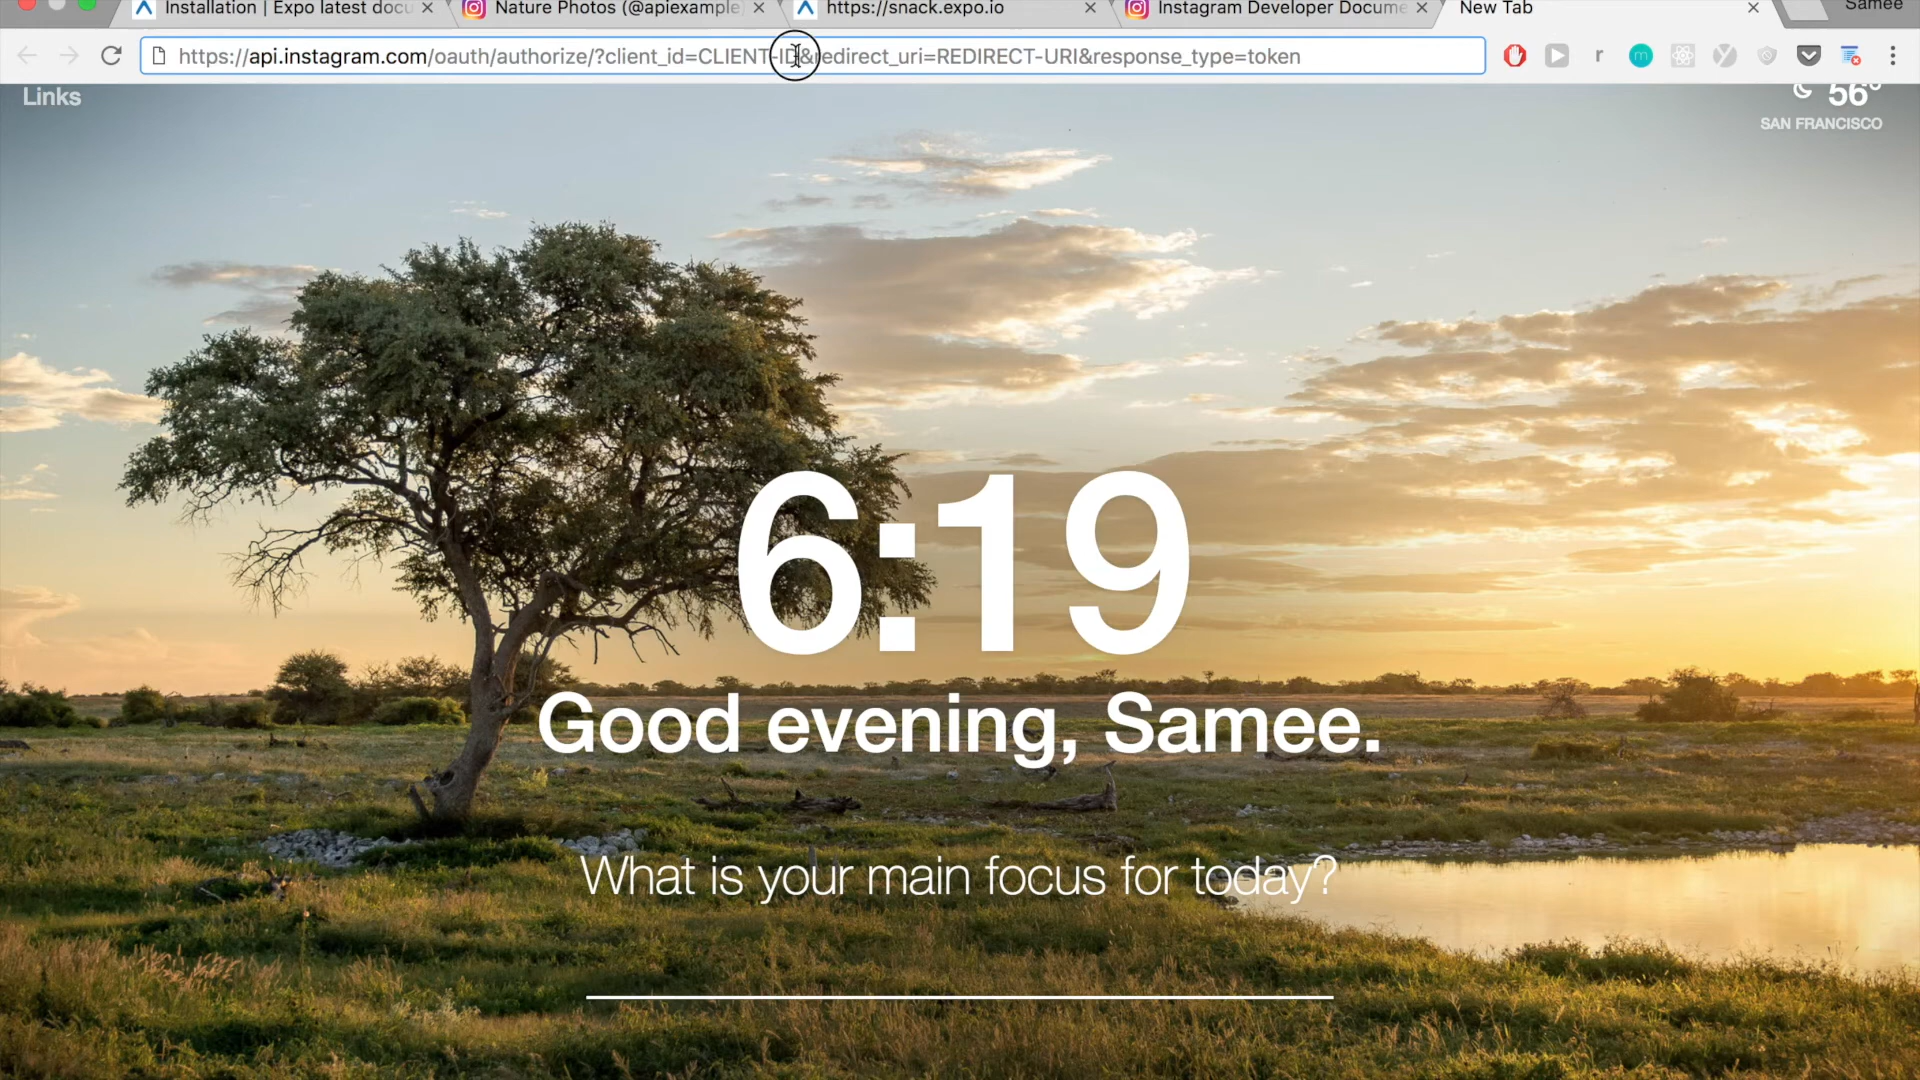 Installation | Expo latest docu
Nature Photos (@apiexample
https://snack.expo.io
Instagram Developer Docume
New Tab
Samee
https://api.instagram.com/oauth/authorize/?client_id=CLIENT-ID&redirect_uri=REDIRECT-URI&response_type=token
r
m
Links
56°
SAN FRANCISCO
6:19
Good evening, Samee.
What is your main focus for today?